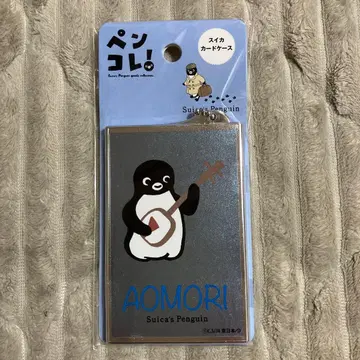 ペン
コレ!
Suica's Penguin goods collection
スイカ
カードケース
Suica's Penguin
AOMORI
Suica's Penguin